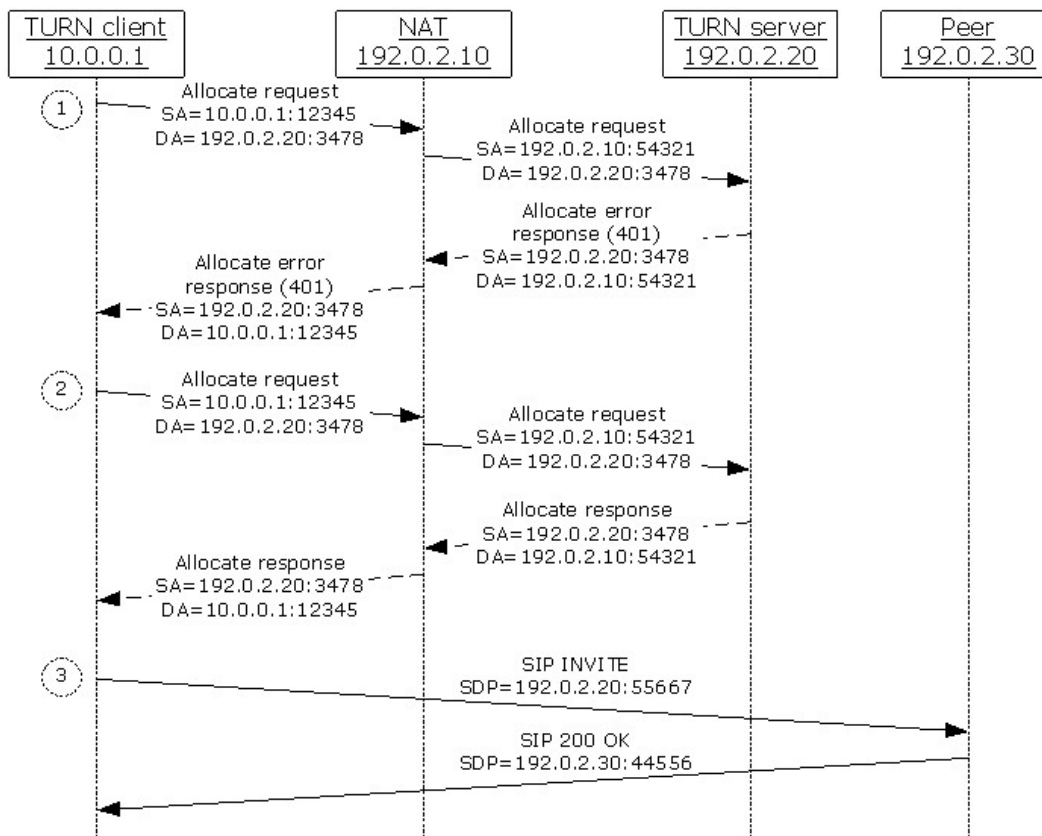 TURN client
10.0.0.1
NAT
192.0.2.10
TURN server
192.0.2.20
Peer
192.0.2.30
1
Allocate request
SA=10.0.0.1:12345
DA=192.0.2.20:3478
Allocate request
SA=192.0.2.10:54321
DA=192.0.2.20:3478
Allocate error
response (401)
SA=192.0.2.20:3478
DA=192.0.2.10:54321
Allocate error
response (401)
SA=192.0.2.20:3478
DA=10.0.0.1:12345
2
Allocate request
SA=10.0.0.1:12345
DA=192.0.2.20:3478
Allocate request
SA=192.0.2.10:54321
DA=192.0.2.20:3478
Allocate response
SA=192.0.2.20:3478
DA=192.0.2.10:54321
Allocate response
SA=192.0.2.20:3478
DA=10.0.0.1:12345
3
SIP INVITE
SDP=192.0.2.20:55667
SIP 200 OK
SDP=192.0.2.30:44556